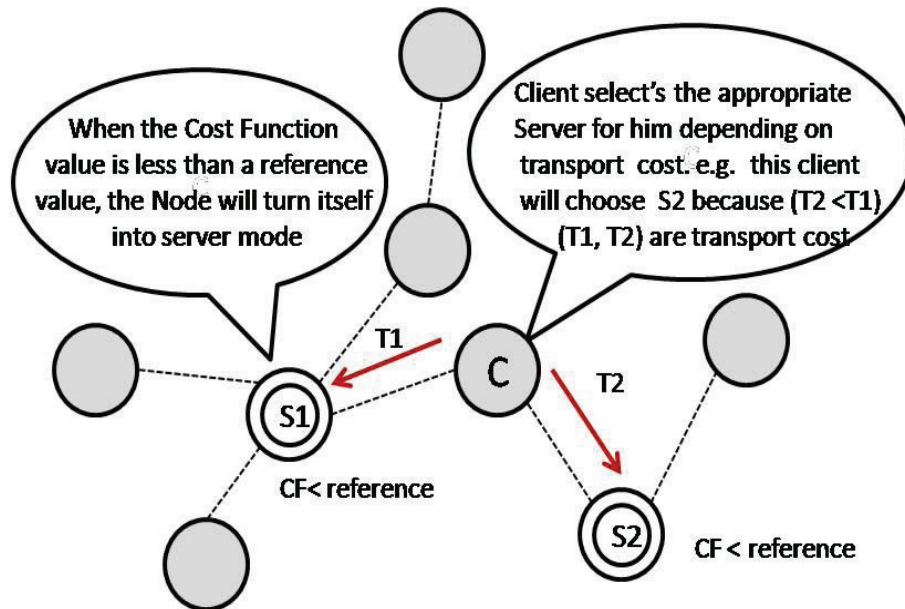 When the Cost Function
value is less than a reference
value, the Node will turn itself
into server mode
Client select's the appropriate
Server for him depending on
transport cost. e.g. this client
will choose S2 because (T2 <T1)
(T1, T2) are transport cost
T1
C
T2
S1
CF< reference
S2
CF < reference